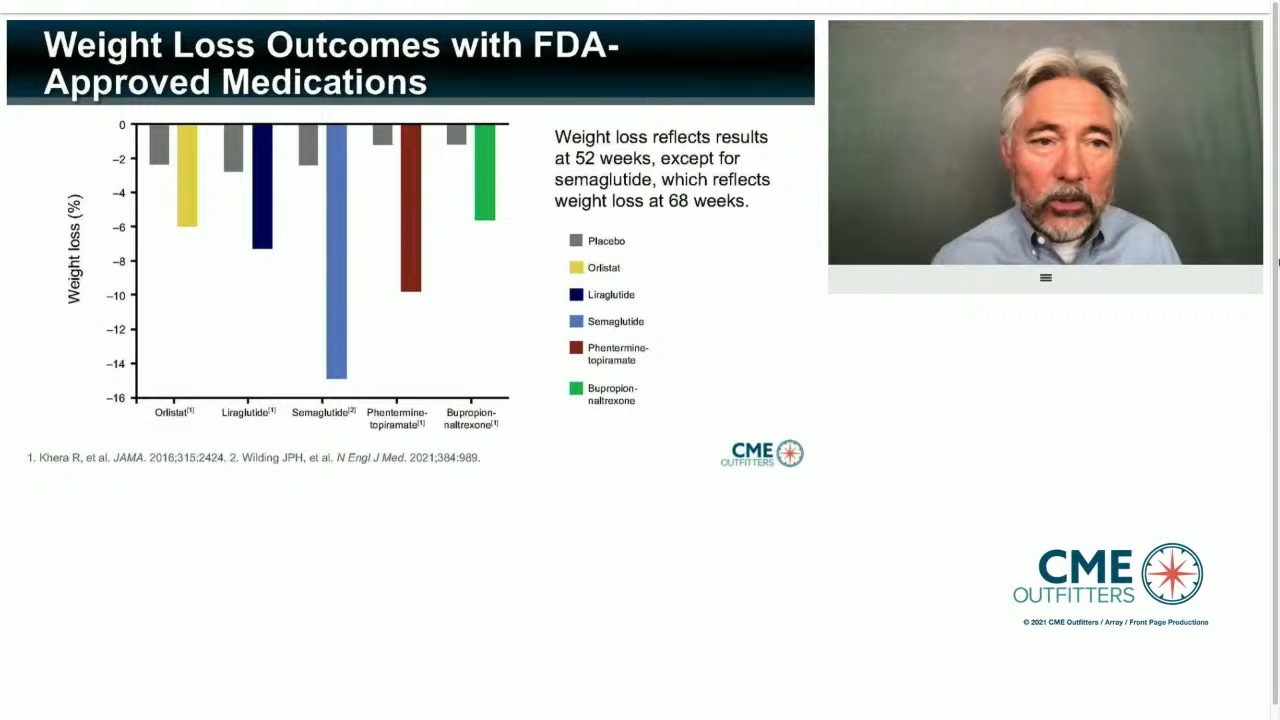 Weight Loss Outcomes with FDA-
Approved Medications
0
–2
–4
–6
–8
–10
–12
–14
–16
Weight loss (%)
Orlistat[1]
Liraglutide[1]
Semaglutide[2]
Phentermine-
topiramate[1]
Bupropion-
naltrexone[1]
Weight loss reflects results
at 52 weeks, except for
semaglutide, which reflects
weight loss at 68 weeks.
Placebo
Orlistat
Liraglutide
Semaglutide
Phentermine-
topiramate
Bupropion-
naltrexone
1. Khera R, et al. JAMA. 2016;315:2424. 2. Wilding JPH, et al. N Engl J Med. 2021;384:989.
CME
OUTFITTERS
CME
OUTFITTERS
© 2021 CME Outfitters / Array / Front Page Productions